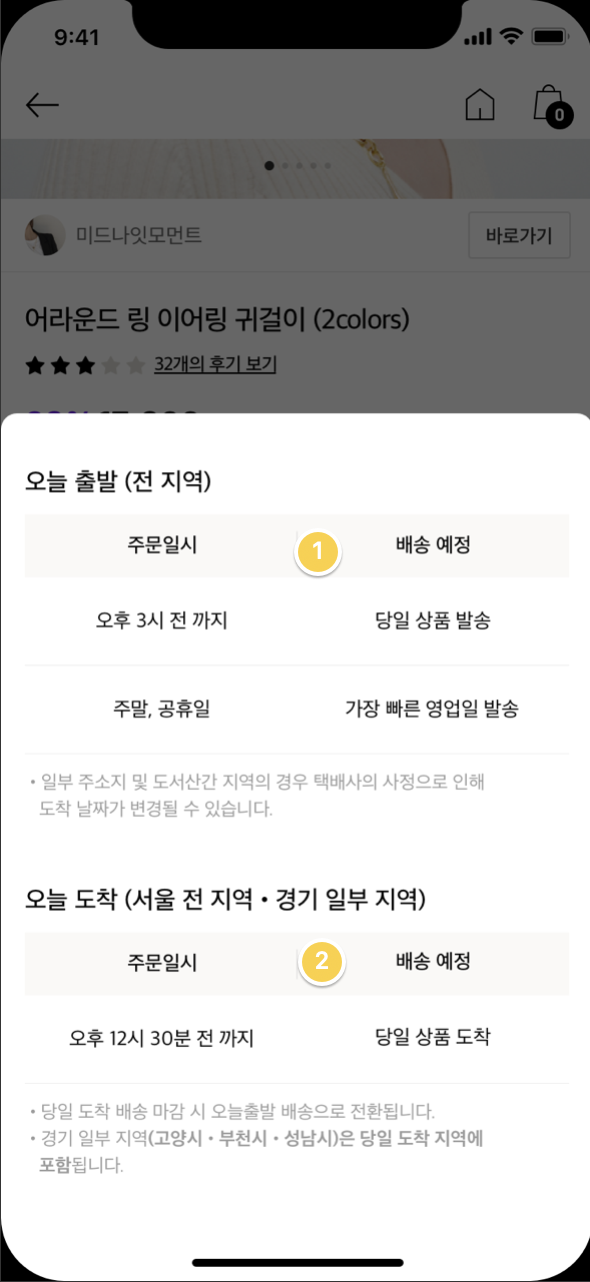 9:41
0
미드나잇모먼트
바로가기
어라운드 링 이어링 귀걸이 (2colors)
32개의 후기 보기
오늘 출발 (전 지역)
주문일시 1 배송 예정
오후 3시 전 까지 당일 상품 발송
주말, 공휴일 가장 빠른 영업일 발송
• 일부 주소지 및 도서산간 지역의 경우 택배사의 사정으로 인해
도착 날짜가 변경될 수 있습니다.
오늘 도착 (서울 전 지역 • 경기 일부 지역)
주문일시 2 배송 예정
오후 12시 30분 전 까지 당일 상품 도착
• 당일 도착 배송 마감 시 오늘출발 배송으로 전환됩니다.
• 경기 일부 지역(고양시 • 부천시 • 성남시)은 당일 도착 지역에
포함됩니다.